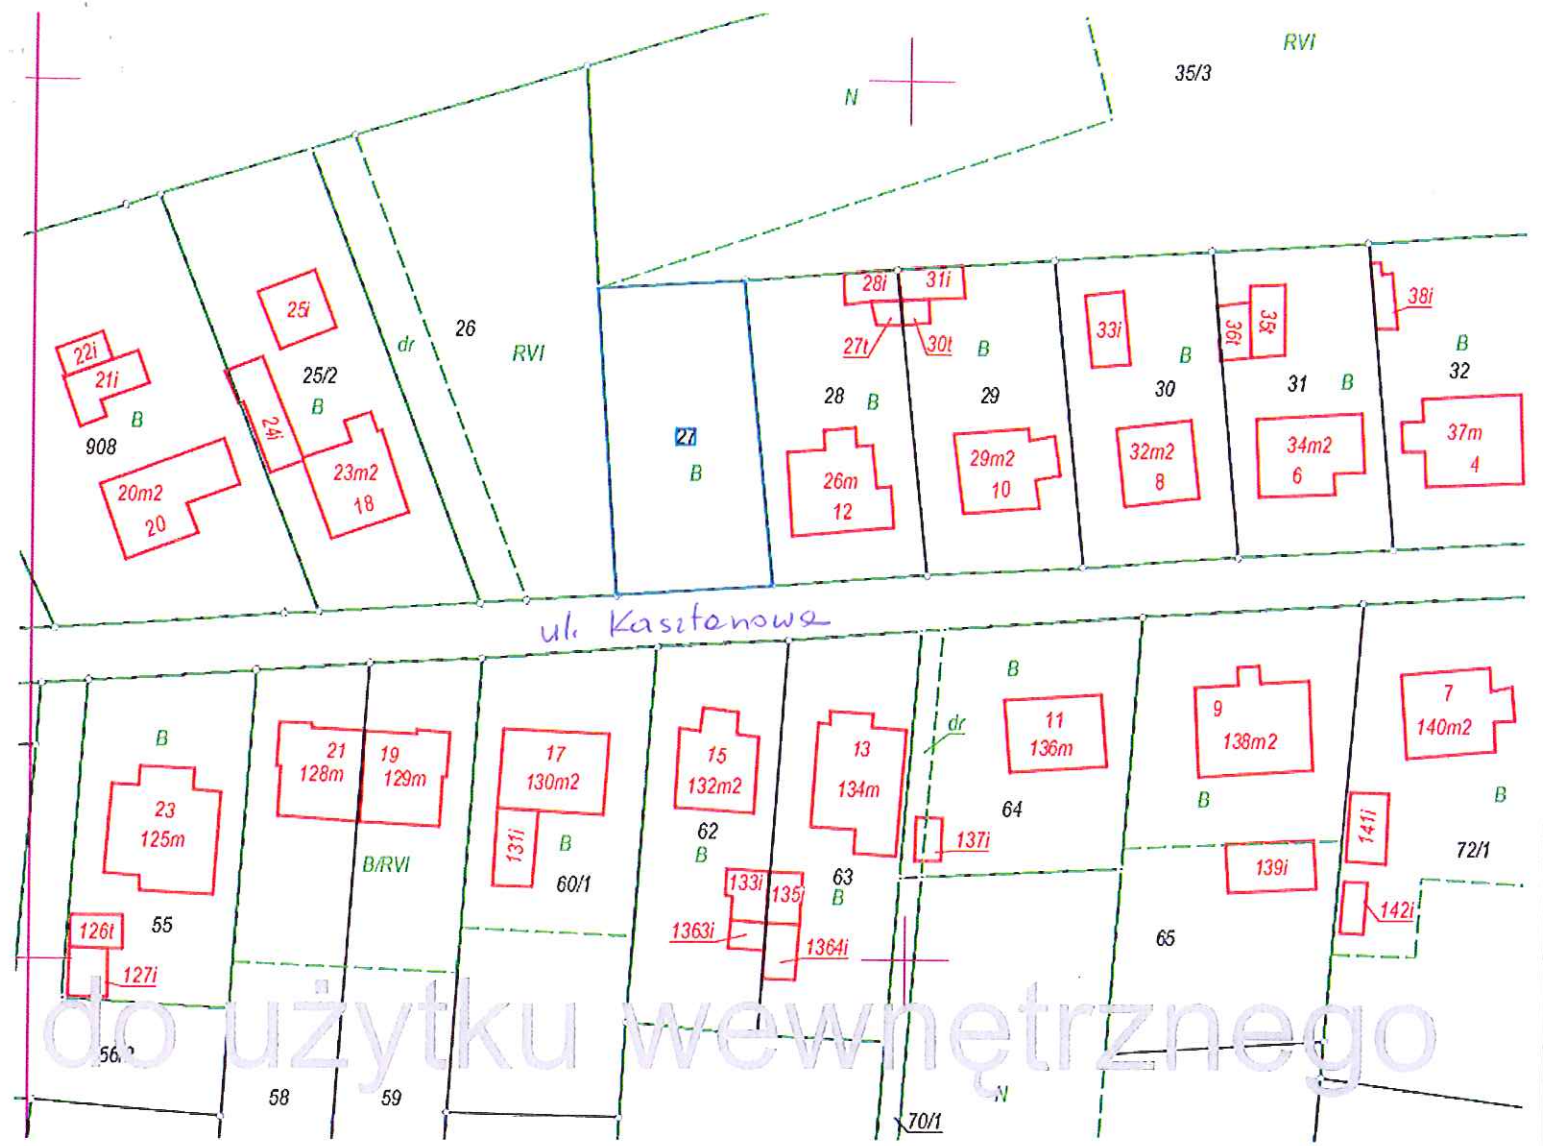 RVI
35/3
N
28i
31i
38i
25i
33i
36t
35t
26
dr
RVI
27t
30t
B
B
B
22i
21i
25/2
B
28
B
29
30
31
B
32
B
908
24i
27
B
20m2
20
23m2
18
26m
12
29m2
10
32m2
8
34m2
6
37m
4
ul. Kasztanowa
B
B
dr
21
128m
19
129m
17
130m2
15
132m2
13
134m
11
136m
9
138m2
7
140m2
23
125m
64
B
B
62
B
131i
B
137i
141i
72/1
B/RVI
60/1
133i
135i
63
B
139i
142i
55
126t
127i
1363i
1364i
65
do użytku wewnętrznego
58
59
N
70/1